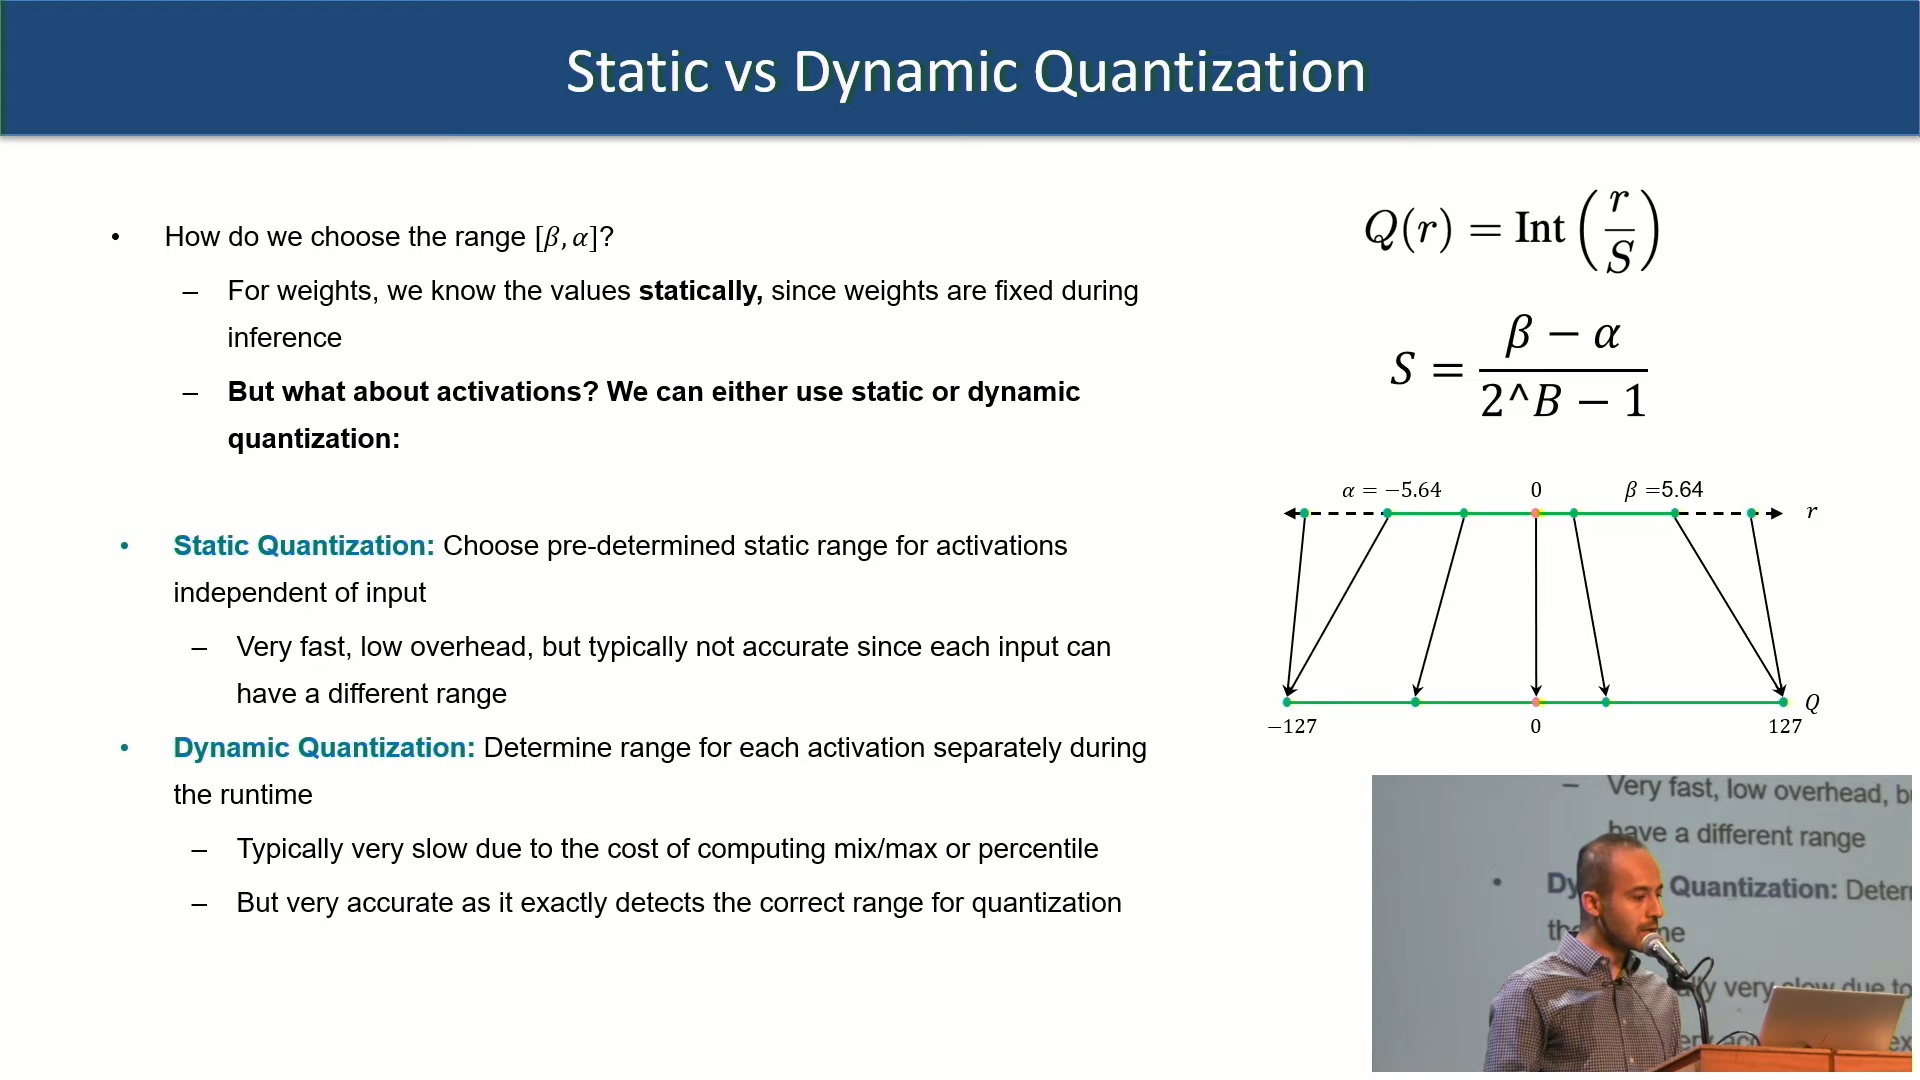 Static vs Dynamic Quantization
• How do we choose the range [β, α]?
– For weights, we know the values statically, since weights are fixed during
inference
– But what about activations? We can either use static or dynamic
quantization:
• Static Quantization: Choose pre-determined static range for activations
independent of input
– Very fast, low overhead, but typically not accurate since each input can
have a different range
• Dynamic Quantization: Determine range for each activation separately during
the runtime
– Typically very slow due to the cost of computing mix/max or percentile
– But very accurate as it exactly detects the correct range for quantization
Q(r) = Int(r/S)
S = (β − α)/(2^B − 1)
α = −5.64 0 β =5.64
r
Q
−127 0 127
– Very fast, low overhead, b
have a different range
• Dy Quantization: Deter
the me
lly very slow due to